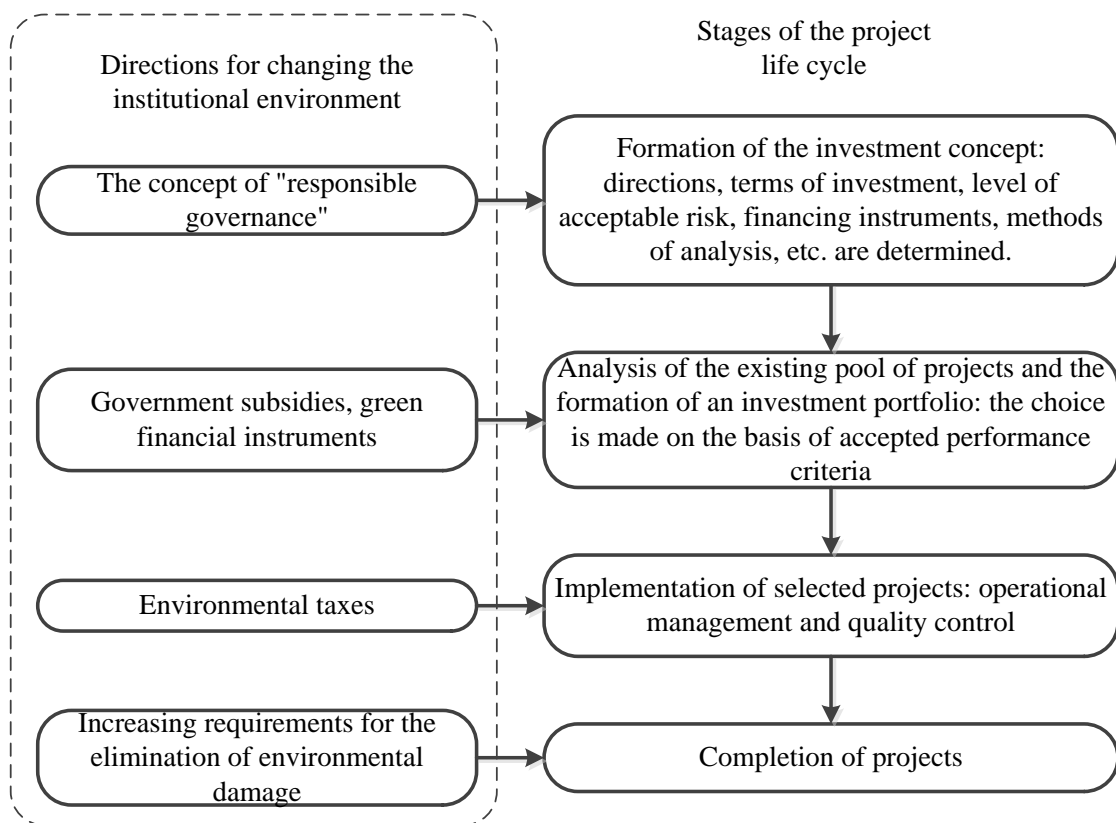 Directions for changing the
institutional environment
Stages of the project
life cycle
The concept of "responsible
governance"
Formation of the investment concept:
directions, terms of investment, level of
acceptable risk, financing instruments, methods
of analysis, etc. are determined.
Government subsidies, green
financial instruments
Analysis of the existing pool of projects and the
formation of an investment portfolio: the choice
is made on the basis of accepted performance
criteria
Environmental taxes
Implementation of selected projects: operational
management and quality control
Increasing requirements for the
elimination of environmental
damage
Completion of projects